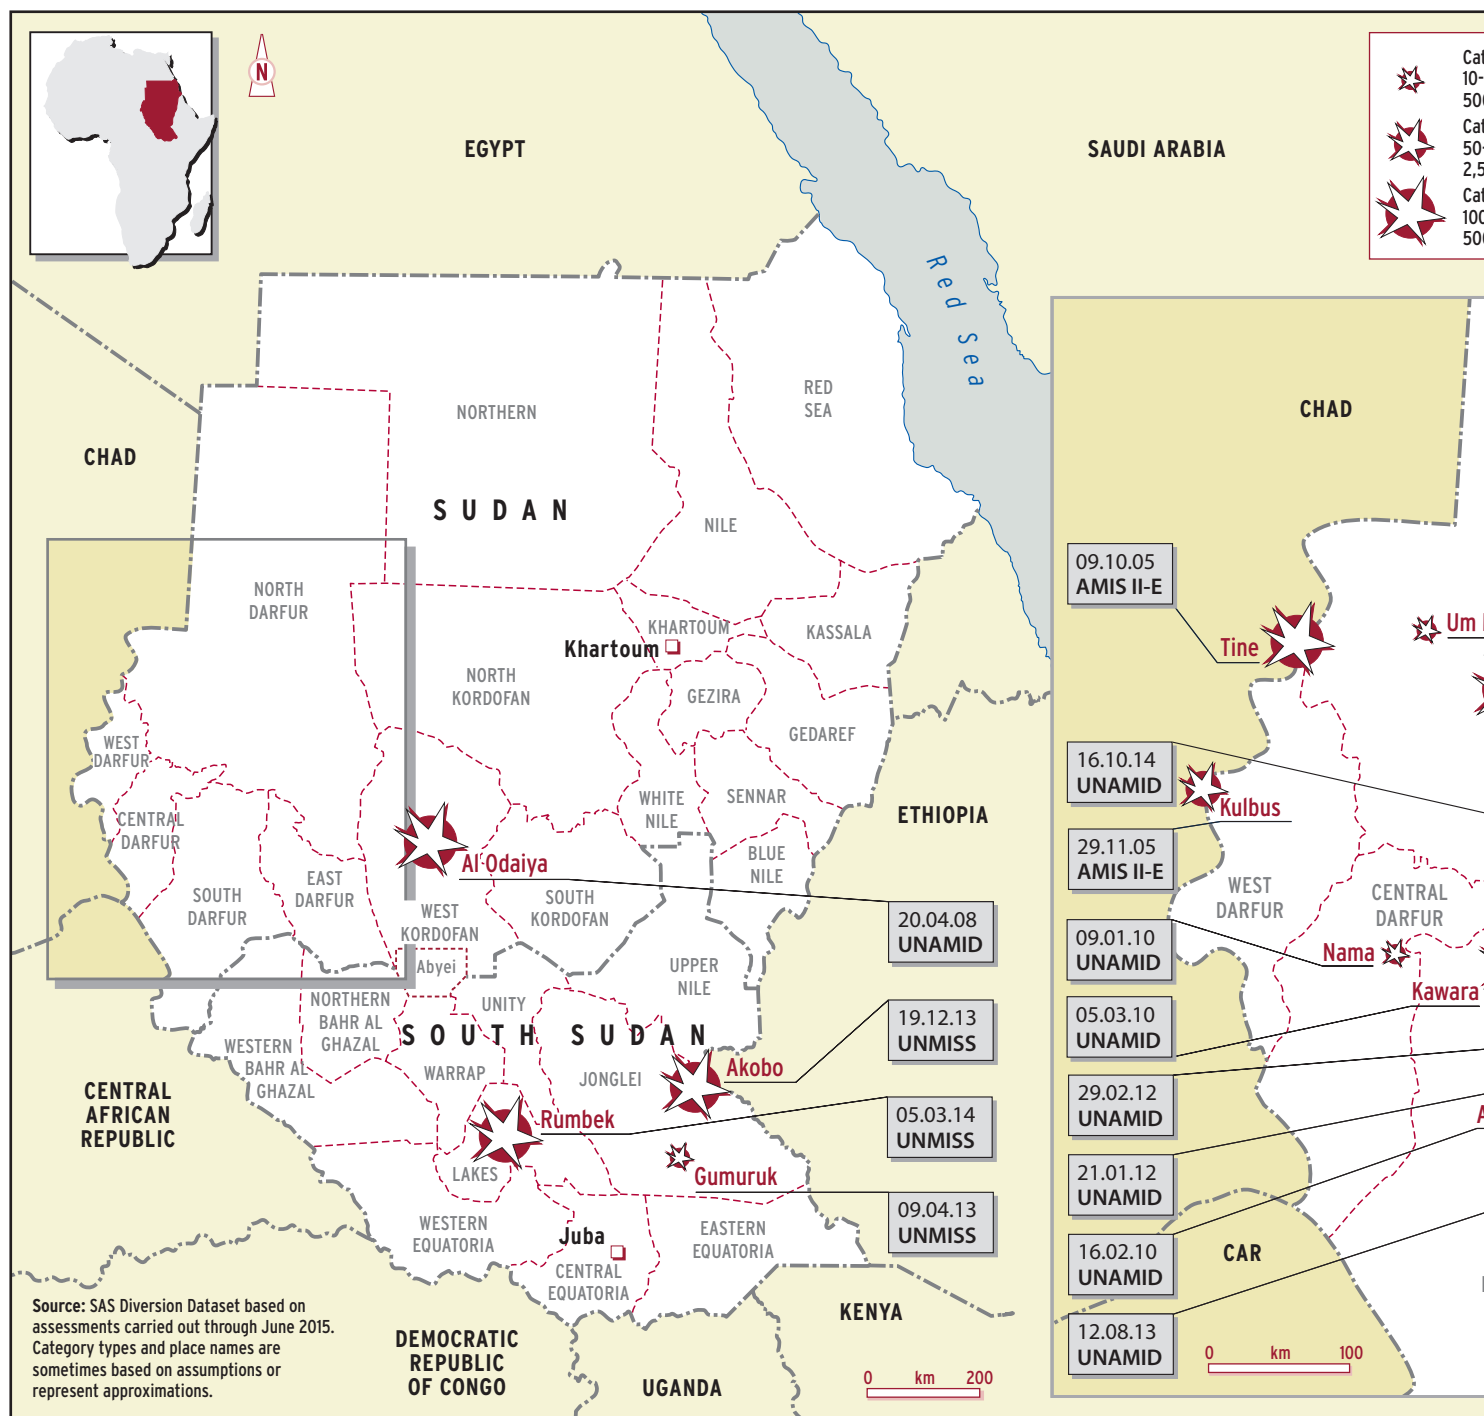 N
EGYPT
SAUDI ARABIA
Red Sea
10-
50-
2,5
CHAD
NORTHERN
RED
SEA
SUDAN
NILE
NORTH
DARFUR
KHARTOUM
Khartoum
KASSALA
NORTH
KORDOFAN
GEZIRA
GEDAREF
WEST
DARFUR
CENTRAL
DARFUR
WHITE
NILE
SENNAR
BLUE
NILE
ETHIOPIA
Al Odaiya
SOUTH
DARFUR
EAST
DARFUR
WEST
KORDOFAN
SOUTH
KORDOFAN
Abyei
20.04.08
UNAMID
UPPER
NILE
UNITY
NORTHERN
BAHR AL
GHAZAL
SOUTH SUDAN
19.12.13
UNMISS
WESTERN
BAHR AL
GHAZAL
WARRAP
JONGLEI
Akobo
CENTRAL
AFRICAN
REPUBLIC
Rumbek
05.03.14
UNMISS
LAKES
Gumuruk
09.04.13
UNMISS
WESTERN
EQUATORIA
Juba
CENTRAL
EQUATORIA
EASTERN
EQUATORIA
KENYA
DEMOCRATIC
REPUBLIC
OF CONGO
UGANDA
0 km 200
Source: SAS Diversion Dataset based on
assessments carried out through June 2015.
Category types and place names are
sometimes based on assumptions or
represent approximations.
CHAD
09.10.05
AMIS II-E
Tine
Um
16.10.14
UNAMID
Kulbus
29.11.05
AMIS II-E
WEST
DARFUR
CENTRAL
DARFUR
09.01.10
UNAMID
Nama
Kawara
05.03.10
UNAMID
29.02.12
UNAMID
21.01.12
UNAMID
16.02.10
UNAMID
CAR
12.08.13
UNAMID
0 km 100